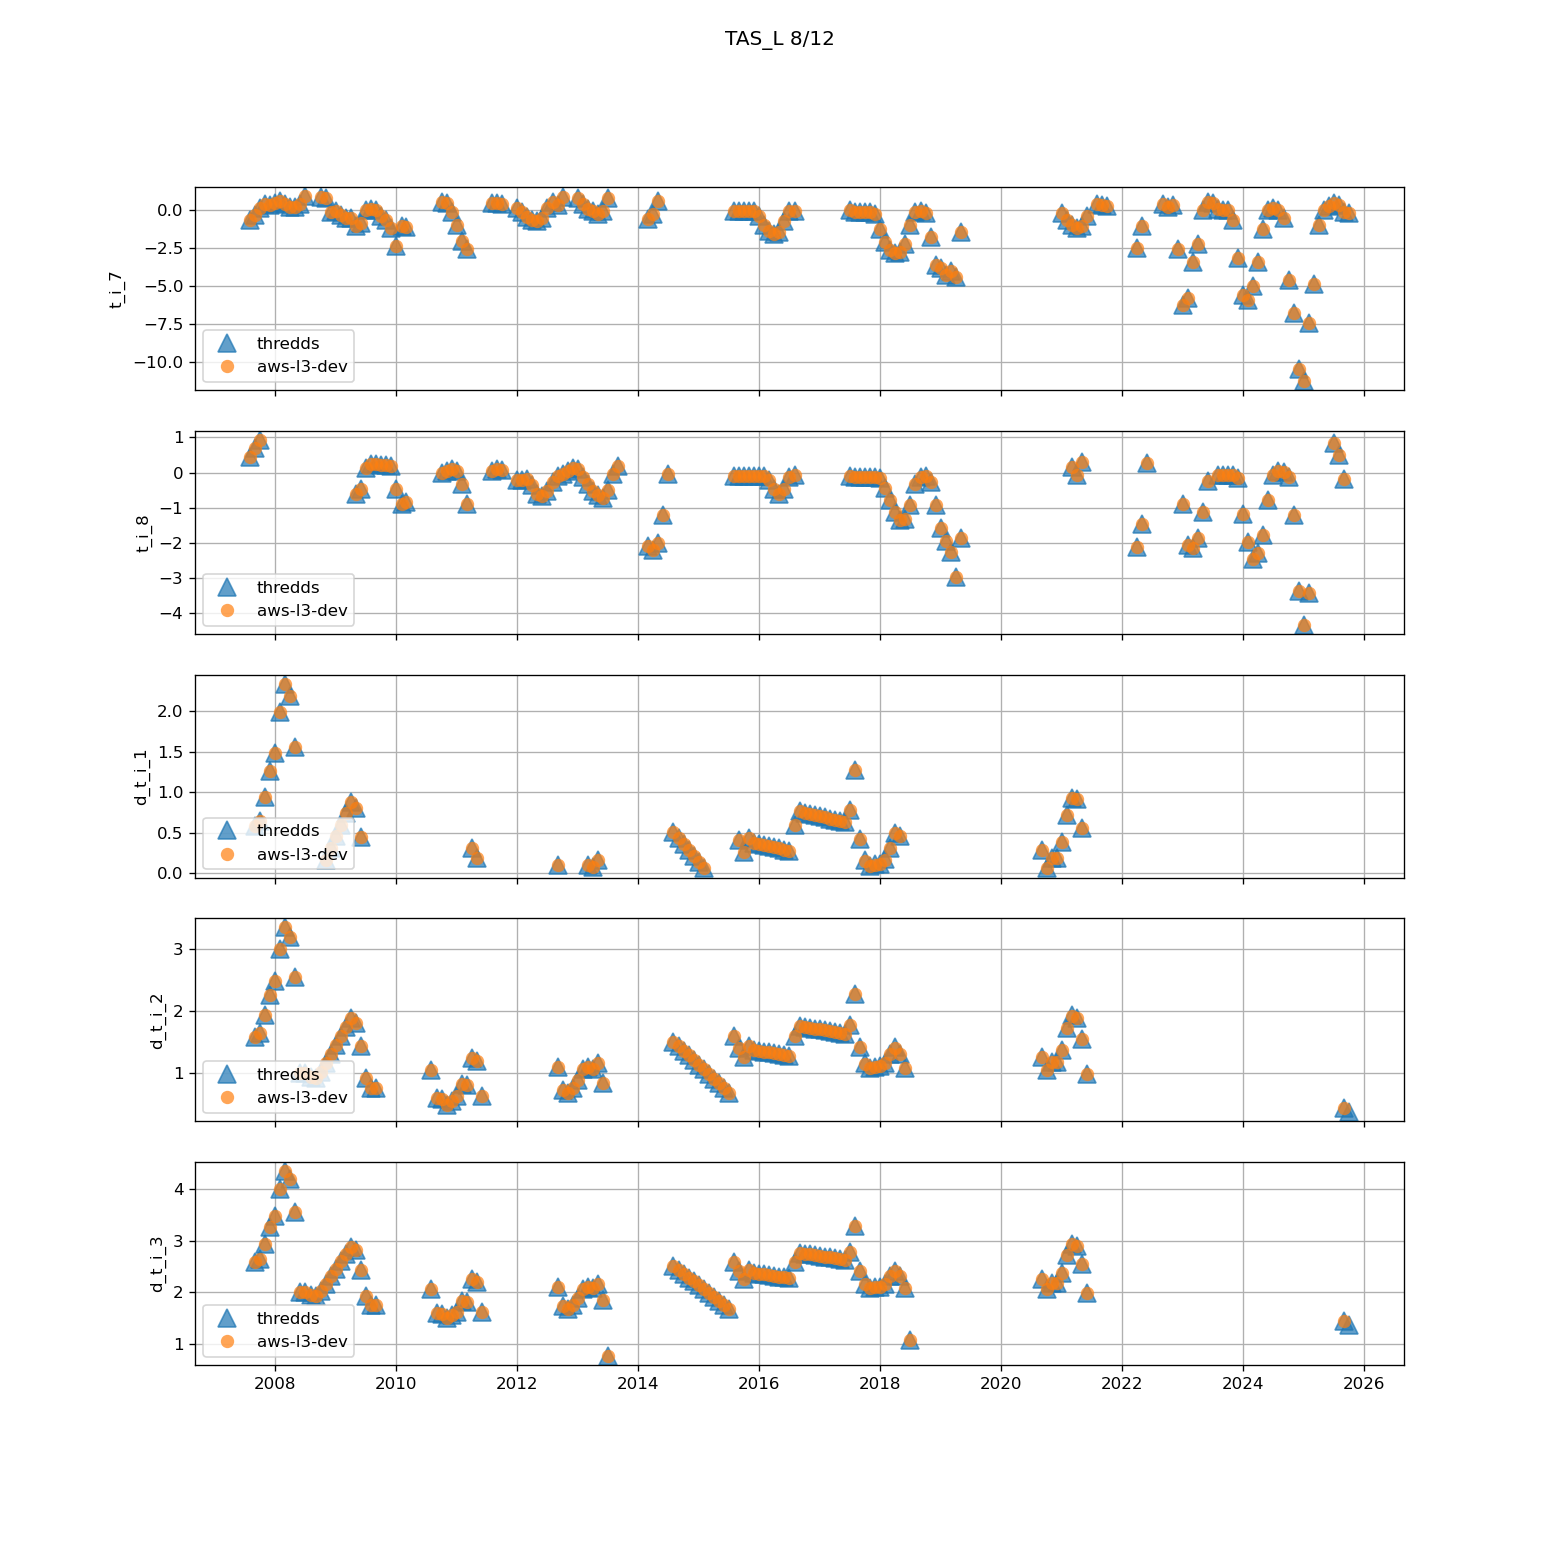 TAS_L 8/12
0.0
−2.5
−5.0
−7.5
−10.0
t_i_7
thredds
aws-l3-dev
1
0
−1
−2
−3
−4
t_i_8
thredds
aws-l3-dev
2.0
1.5
1.0
0.5
0.0
d_t_i_1
thredds
aws-l3-dev
3
2
1
d_t_i_2
thredds
aws-l3-dev
4
3
2
1
d_t_i_3
thredds
aws-l3-dev
2008 2010 2012 2014 2016 2018 2020 2022 2024 2026